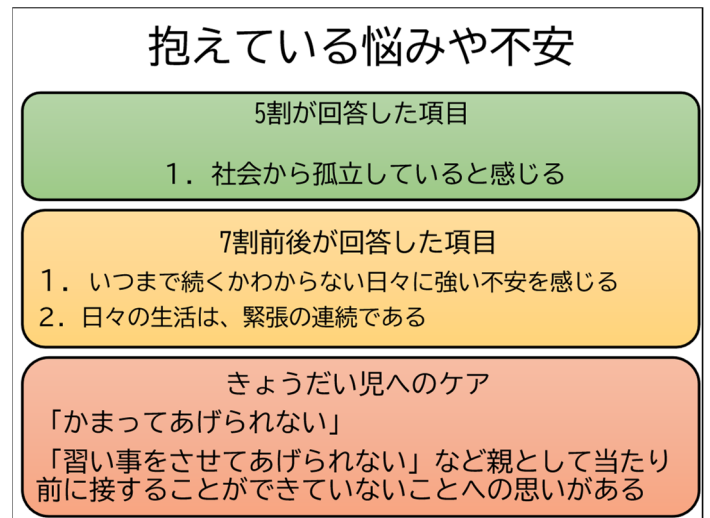 抱えている悩みや不安
5割が回答した項目
１．社会から孤立していると感じる
7割前後が回答した項目
１．いつまで続くかわからない日々に強い不安を感じる
２．日々の生活は、緊張の連続である
きょうだい児へのケア
「かまってあげられない」
「習い事をさせてあげられない」など親として当たり
前に接することができていないことへの思いがある